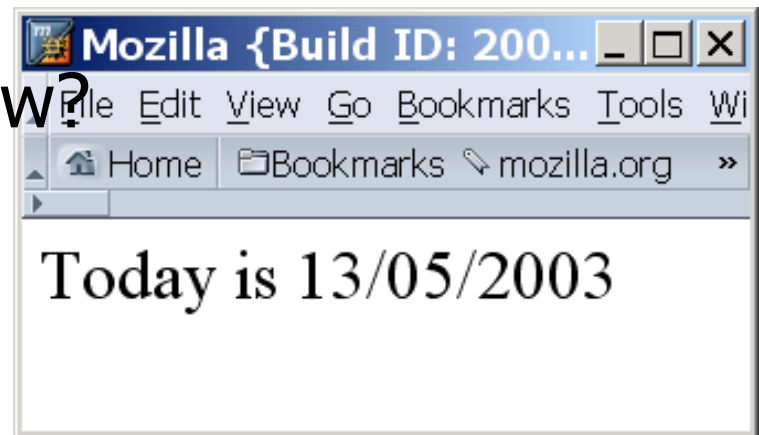 Mozilla {Build ID: 200...
w?
File Edit View Go Bookmarks Tools Wi
Home Bookmarks mozilla.org »
Today is 13/05/2003